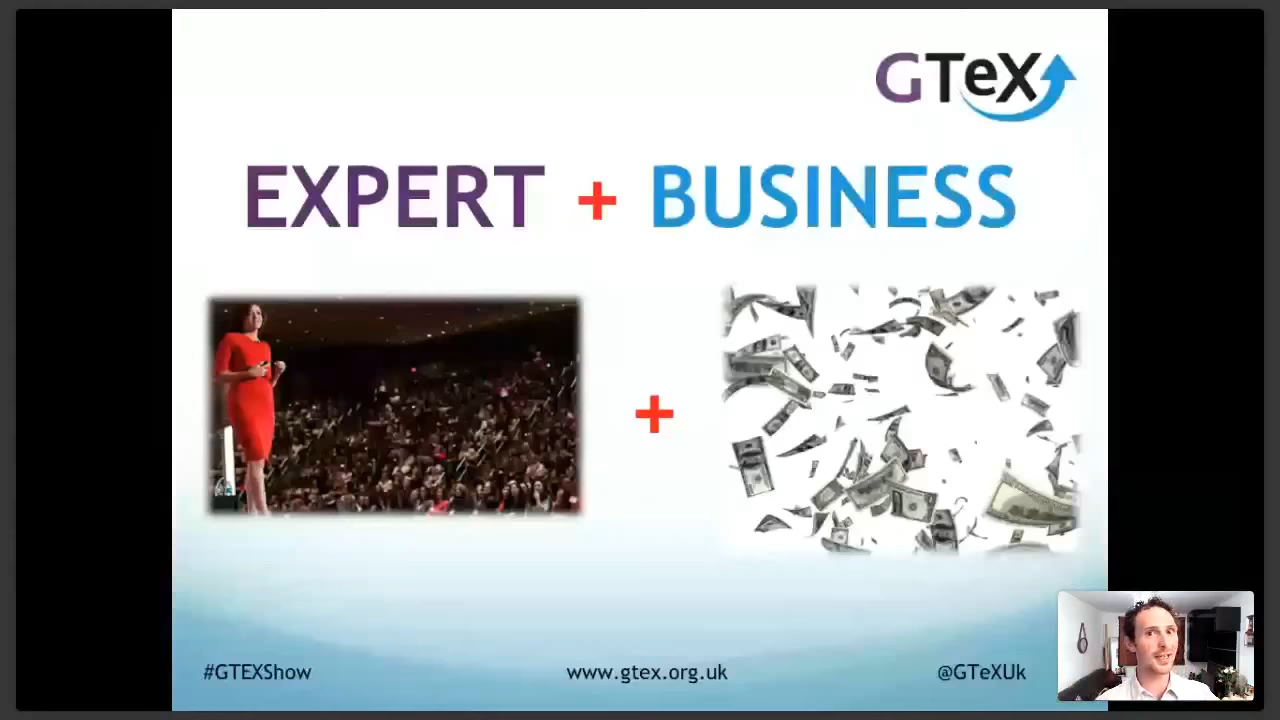 GTeX
EXPERT + BUSINESS
+
#GTEXShow
www.gtex.org.uk
@GTeXUk